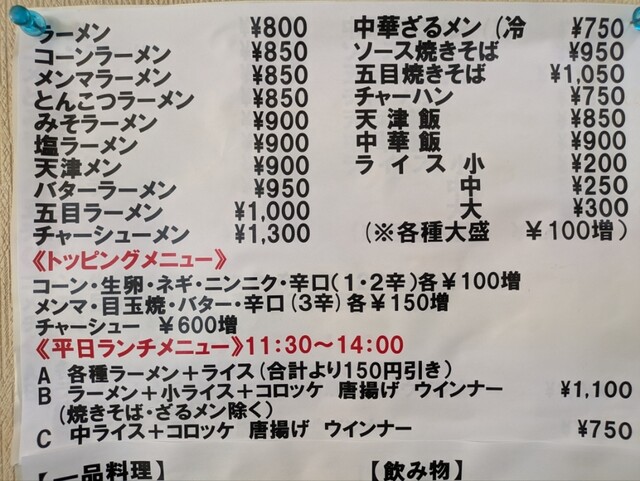 ラーメン ¥800
コーンラーメン ¥850
メンマラーメン ¥850
とんこつラーメン ¥850
みそラーメン ¥900
塩ラーメン ¥900
天津メン ¥900
バターラーメン ¥950
五目ラーメン ¥1,000
チャーシューメン ¥1,300
中華ざるメン (冷 ¥750
ソース焼きそば ¥950
五目焼きそば ¥1,050
チャーハン ¥750
天津飯 ¥850
中華飯 ¥900
ライス 小 ¥200
中 ¥250
大 ¥300
(※各種大盛 ¥100増)
《トッピングメニュー》
コーン・生卵・ネギ・ニンニク・辛口(1・2辛)各¥100増
メンマ・目玉焼・バター・辛口(3辛)各¥150増
チャーシュー ¥600増
《平日ランチメニュー》11:30～14:00
A 各種ラーメン＋ライス(合計より150円引き)
B ラーメン＋小ライス＋コロッケ 唐揚げ ウインナー ¥1,100
(焼きそば・ざるメン除く)
C 中ライス＋コロッケ 唐揚げ ウインナー ¥750
【一品料理】
【飲み物】